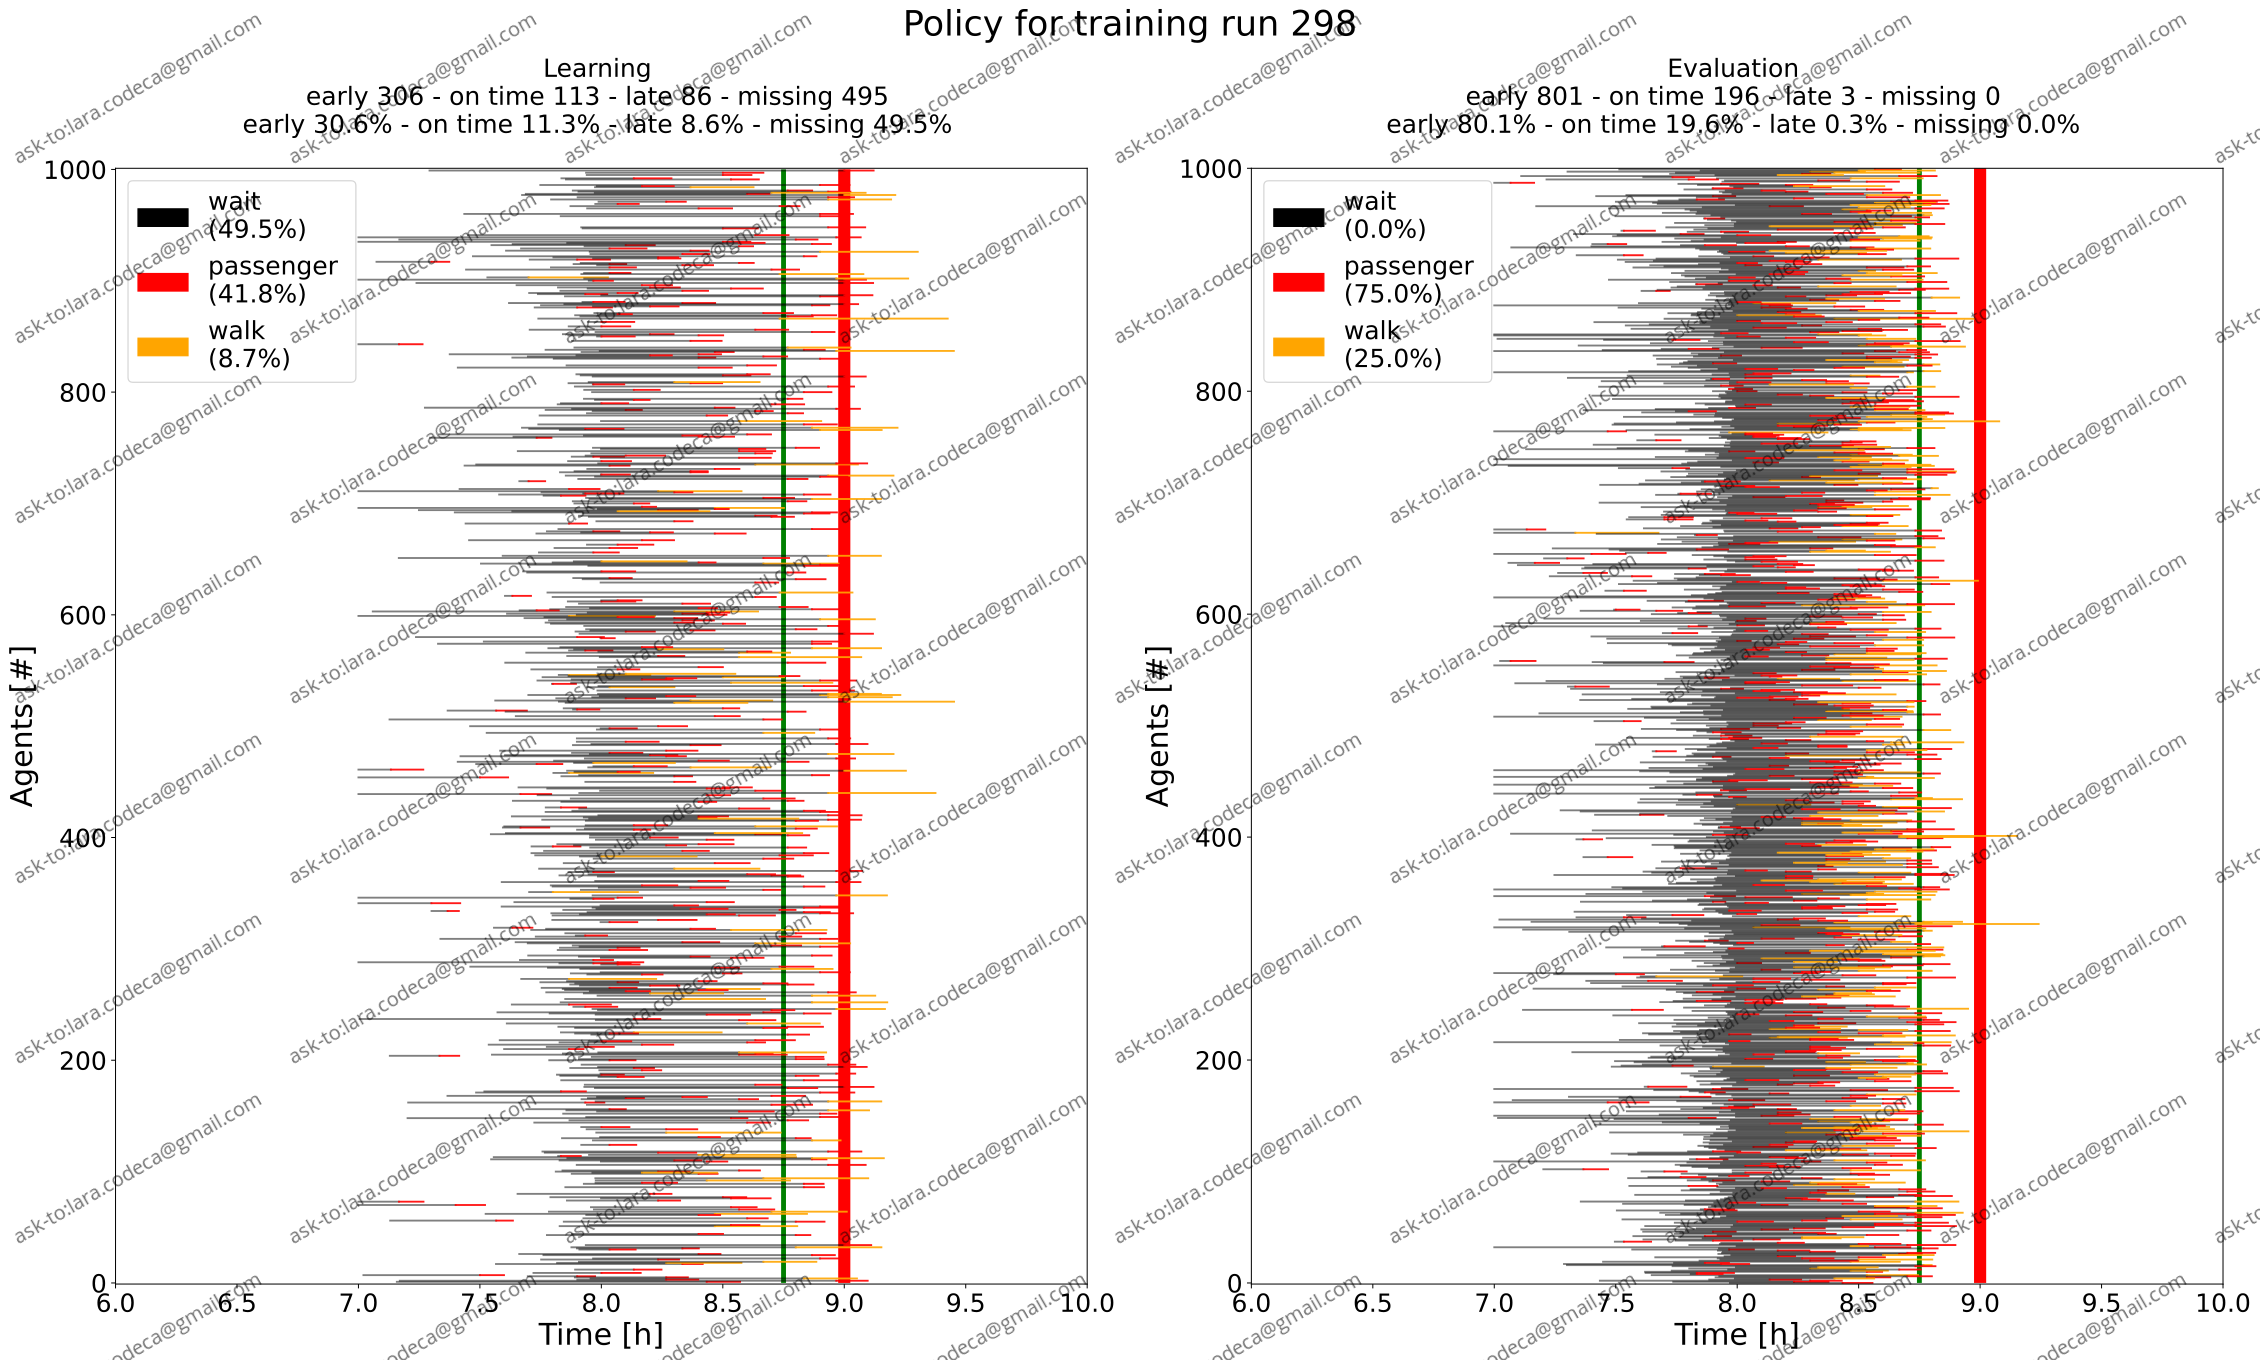 Policy for training run 298
Learning
early 306 - on time 113 - late 86 - missing 495
early 30.6% - on time 11.3% - late 8.6% - missing 49.5%
1000
800
600
400
200
0
Agents [#]
wait
(49.5%)
passenger
(41.8%)
walk
(8.7%)
6.0 6.5 7.0 7.5 8.0 8.5 9.0 9.5 10.0
Time [h]
Evaluation
early 801 - on time 196 - late 3 - missing 0
early 80.1% - on time 19.6% - late 0.3% - missing 0.0%
1000
800
600
400
200
0
Agents [#]
wait
(0.0%)
passenger
(75.0%)
walk
(25.0%)
6.0 6.5 7.0 7.5 8.0 8.5 9.0 9.5 10.0
Time [h]
ask-to:lara.codeca@gmail.com